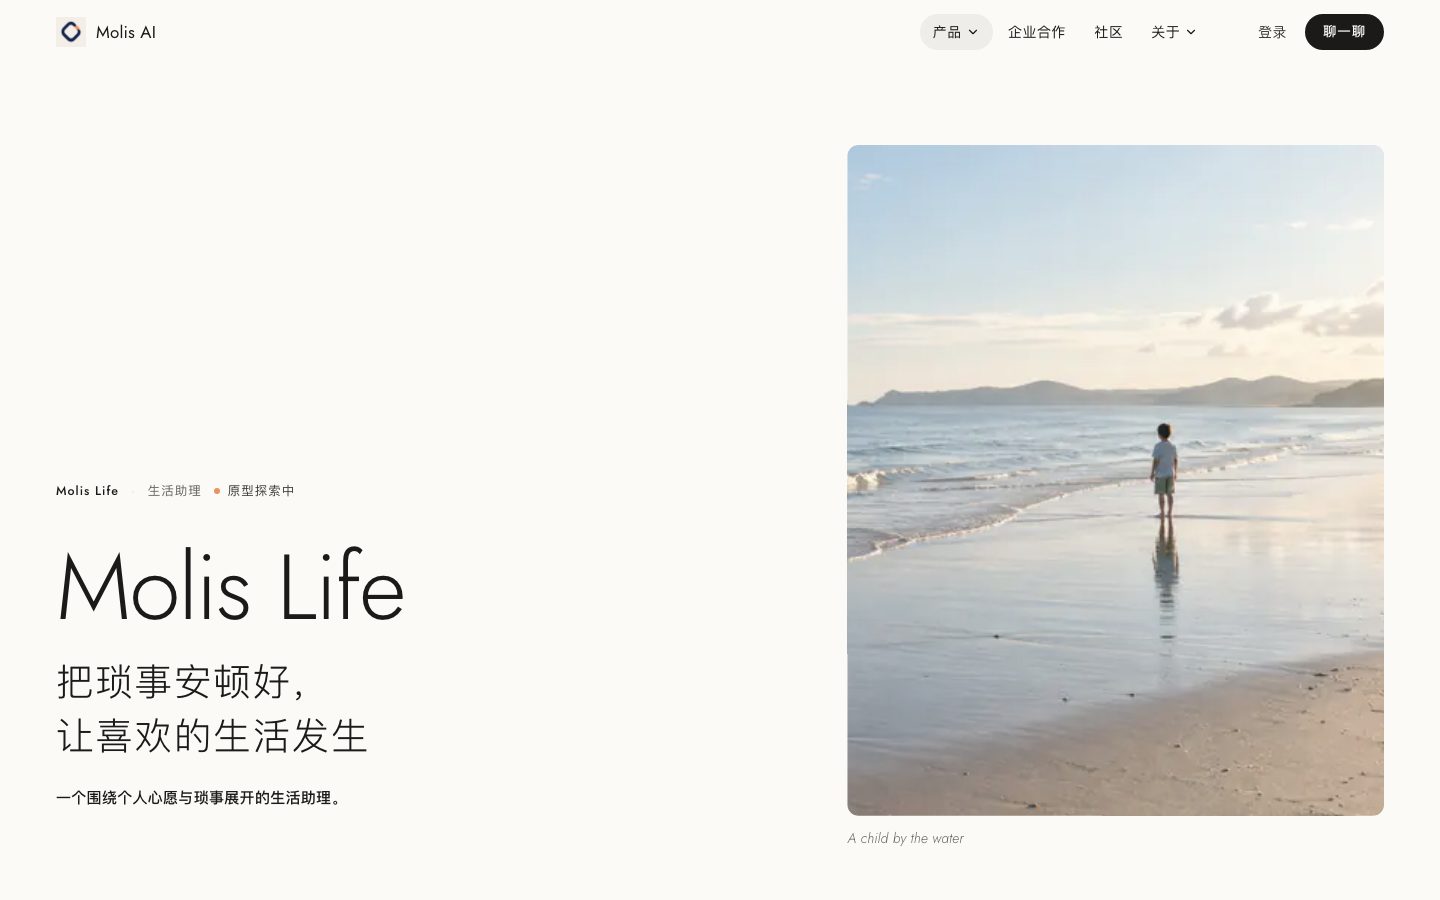 Molis AI
产品
企业合作
社区
关于
登录
聊一聊
Molis Life · 生活助理 原型探索中
Molis Life
把琐事安顿好，
让喜欢的生活发生
一个围绕个人心愿与琐事展开的生活助理。
A child by the water